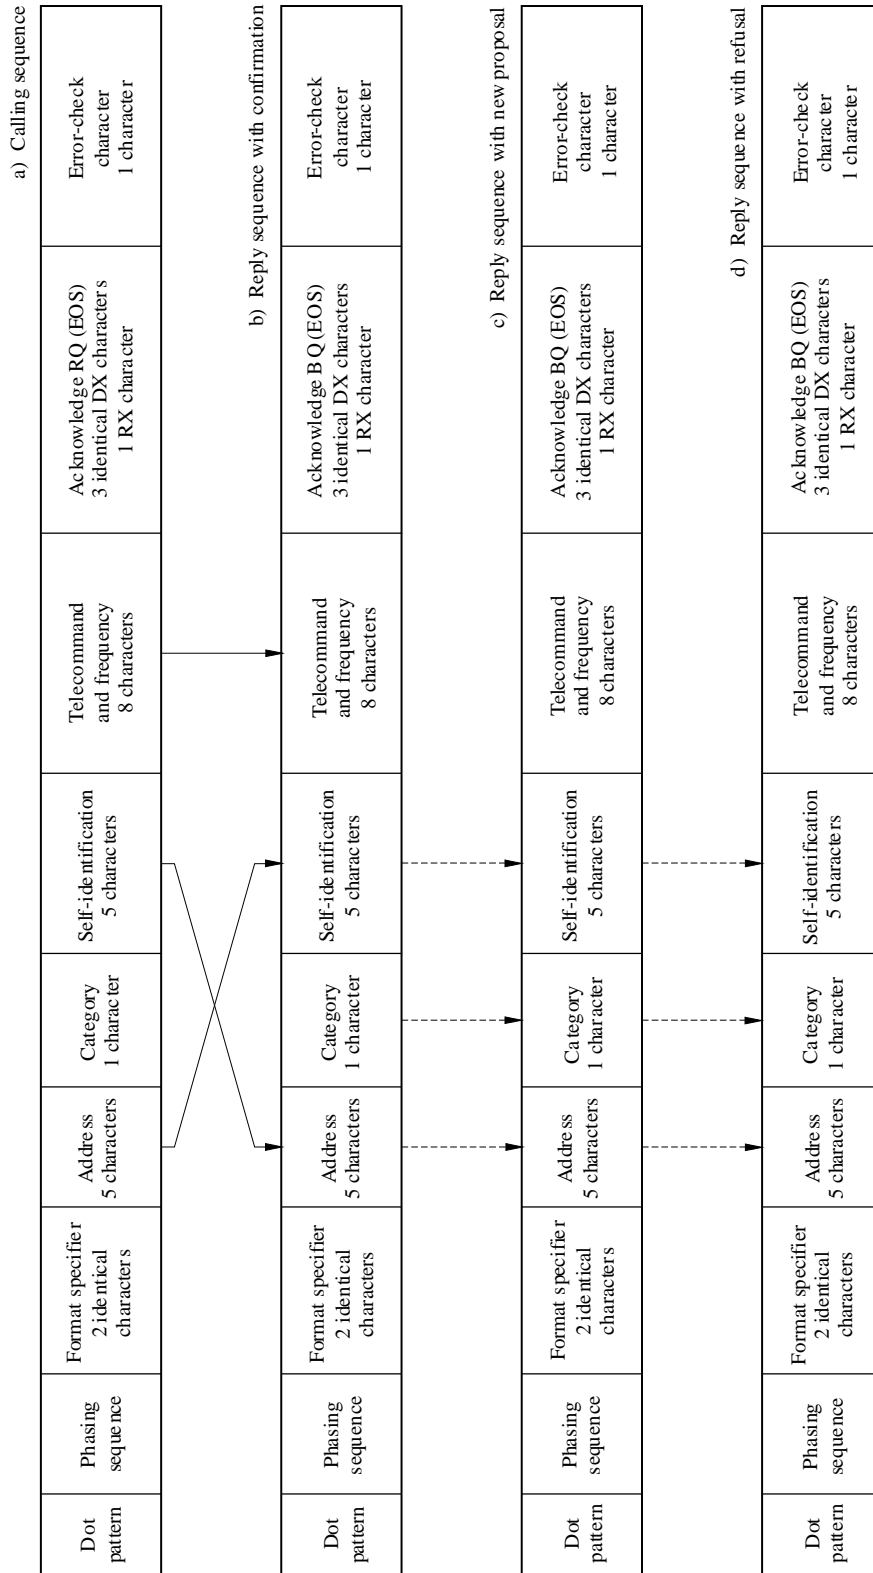 Dot
pattern
Phasing
sequence
Format specifier
2 identical
characters
Address
5 characters
Category
1 character
Self-identification
5 characters
Telecommand
and frequency
8 characters
Acknowledge RQ (EOS)
3 identical DX characters
1 RX character
Error-check
character
1 character
a) Calling sequence
Dot
pattern
Phasing
sequence
Format specifier
2 identical
characters
Address
5 characters
Category
1 character
Self-identification
5 characters
Telecommand
and frequency
8 characters
Acknowledge BQ (EOS)
3 identical DX characters
1 RX character
Error-check
character
1 character
b) Reply sequence with confirmation
Dot
pattern
Phasing
sequence
Format specifier
2 identical
characters
Address
5 characters
Category
1 character
Self-identification
5 characters
Telecommand
and frequency
8 characters
Acknowledge BQ (EOS)
3 identical DX characters
1 RX character
Error-check
character
1 character
c) Reply sequence with new proposal
Dot
pattern
Phasing
sequence
Format specifier
2 identical
characters
Address
5 characters
Category
1 character
Self-identification
5 characters
Telecommand
and frequency
8 characters
Acknowledge BQ (EOS)
3 identical DX characters
1 RX character
Error-check
character
1 character
d) Reply sequence with refusal